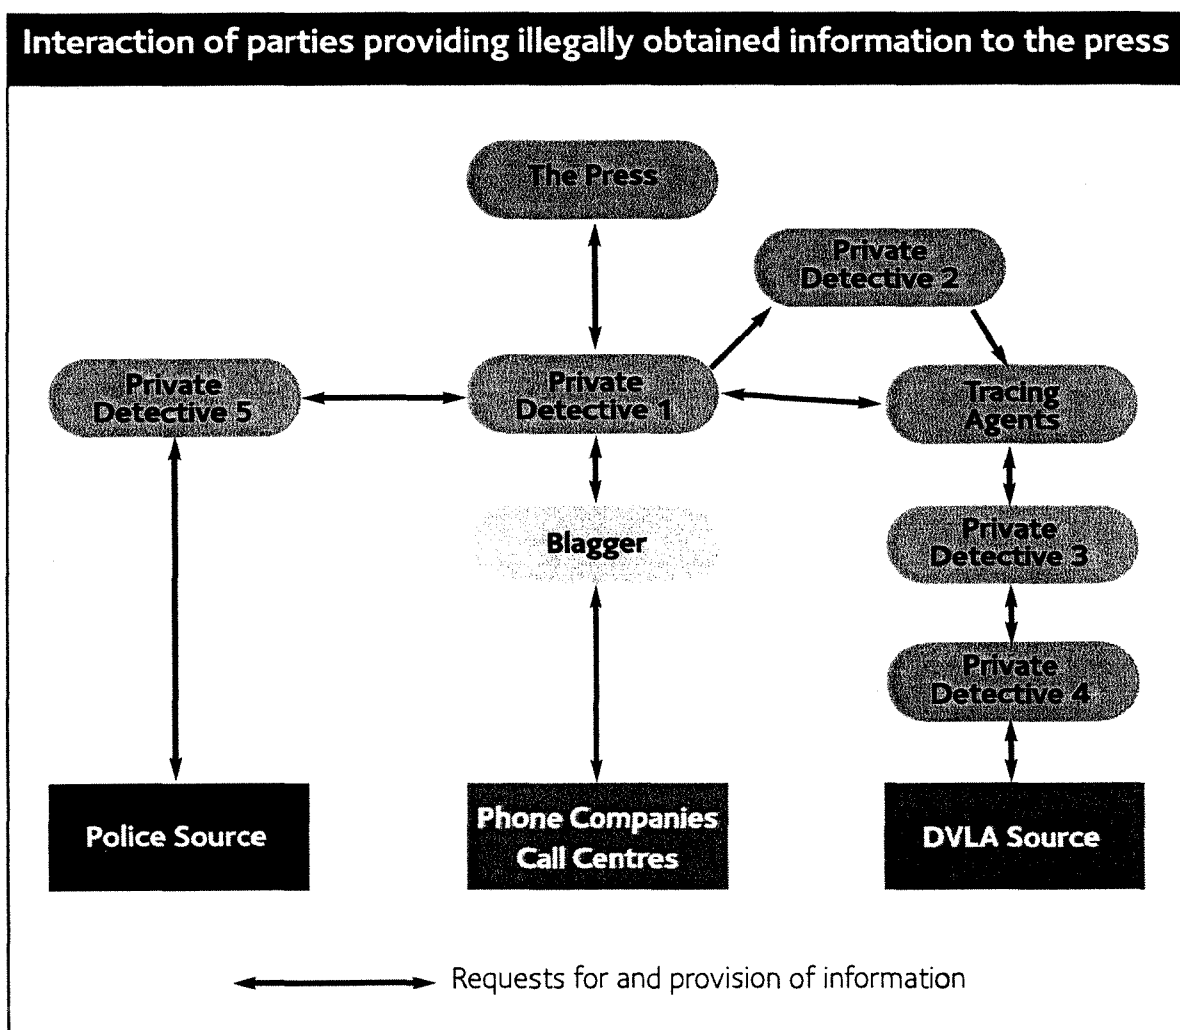 Interaction of parties providing illegally obtained information to the press
The Press
Private
Detective 2
Private
Detective 5
Private
Detective 1
Tracing
Agents
Blagger
Private
Detective 3
Private
Detective 4
Police Source
Phone Companies
Call Centres
DVLA Source
Requests for and provision of information